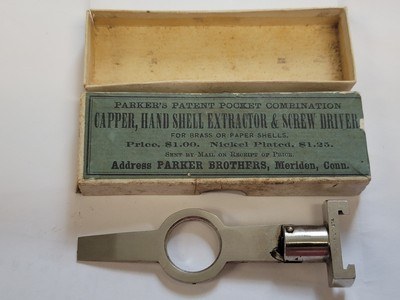 PARKER'S PATENT POCKET COMBINATION
CAPPER, HAND SHELL EXTRACTOR & SCREW DRIVER
FOR BRASS OR PAPER SHELLS.
Price, $1.00. Nickel Plated, $1.25.
SENT BY MAIL ON RECEIPT OF PRICE.
Address PARKER BROTHERS, Meriden, Conn.